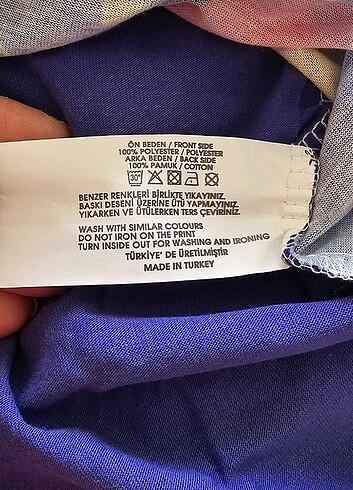 ÖN BEDEN / FRONT SIDE
100% POLYESTER / POLYESTER
ARKA BEDEN / BACK SIDE
100% PAMUK / COTTON
30°
BENZER RENKLERİ BİRLİKTE YIKAYINIZ.
BASKI DESENİ ÜZERİNE ÜTÜ YAPMAYINIZ.
YIKARKEN VE ÜTÜLERKEN TERS ÇEVİRİNİZ.
WASH WITH SIMILAR COLOURS
DO NOT IRON ON THE PRINT
TURN INSIDE OUT FOR WASHING AND IRONING
TÜRKİYE' DE ÜRETİLMİŞTİR
MADE IN TURKEY